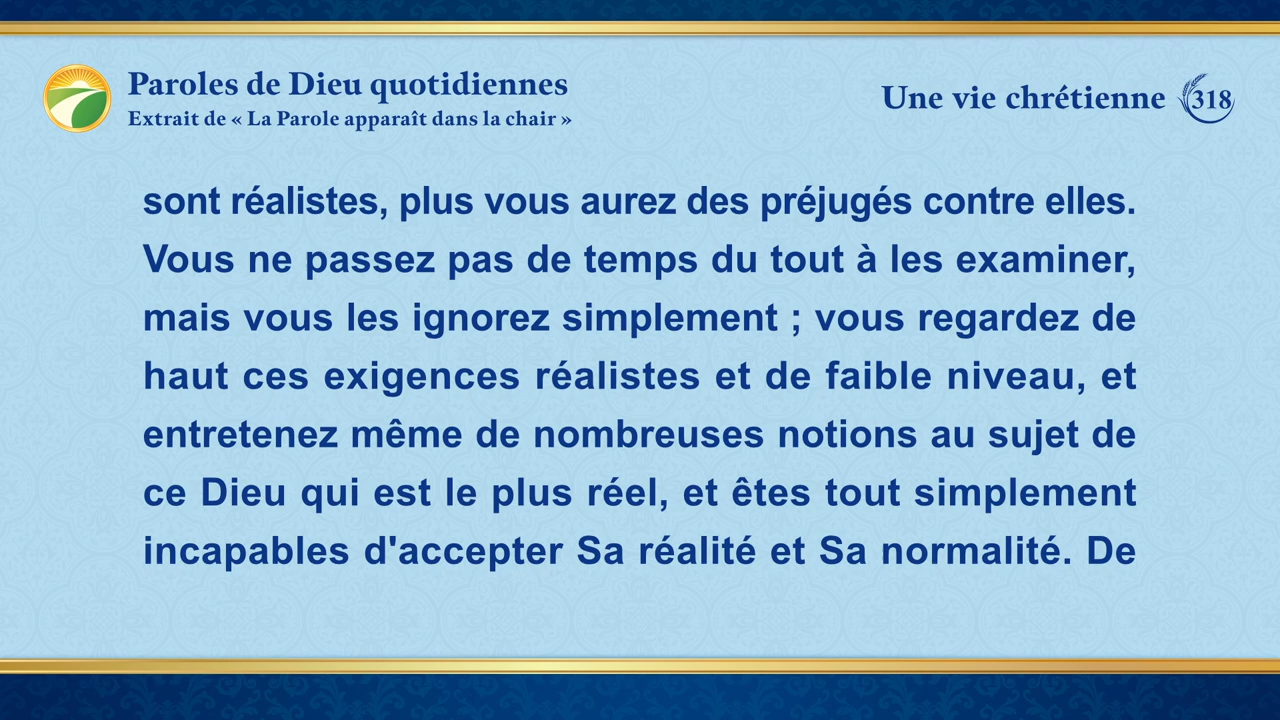 Paroles de Dieu quotidiennes
Extrait de « La Parole apparaît dans la chair »
Une vie chrétienne 318
sont réalistes, plus vous aurez des préjugés contre elles.
Vous ne passez pas de temps du tout à les examiner,
mais vous les ignorez simplement ; vous regardez de
haut ces exigences réalistes et de faible niveau, et
entretenez même de nombreuses notions au sujet de
ce Dieu qui est le plus réel, et êtes tout simplement
incapables d'accepter Sa réalité et Sa normalité. De